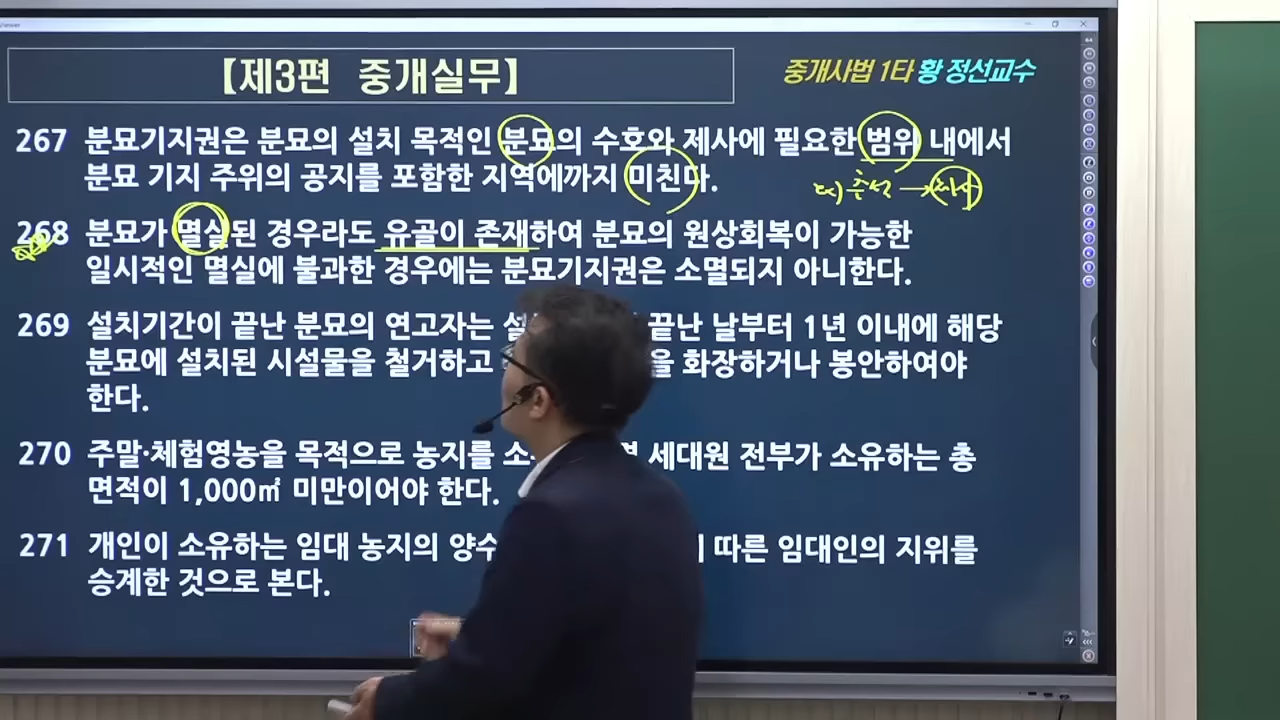 【제3편 중개실무】
중개사법 1타 황 정선교수
267 분묘기지권은 분묘의 설치 목적인 분묘의 수호와 제사에 필요한 범위 내에서
분묘 기지 주위의 공지를 포함한 지역에까지 미친다.
268 분묘가 멸실된 경우라도 유골이 존재하여 분묘의 원상회복이 가능한
일시적인 멸실에 불과한 경우에는 분묘기지권은 소멸되지 아니한다.
269 설치기간이 끝난 분묘의 연고자는 끝난 날부터 1년 이내에 해당
분묘에 설치된 시설물을 철거하고 화장하거나 봉안하여야
한다.
270 주말·체험영농을 목적으로 농지를 세대원 전부가 소유하는 총
면적이 1,000㎡ 미만이어야 한다.
271 개인이 소유하는 임대 농지의 따른 임대인의 지위를
승계한 것으로 본다.